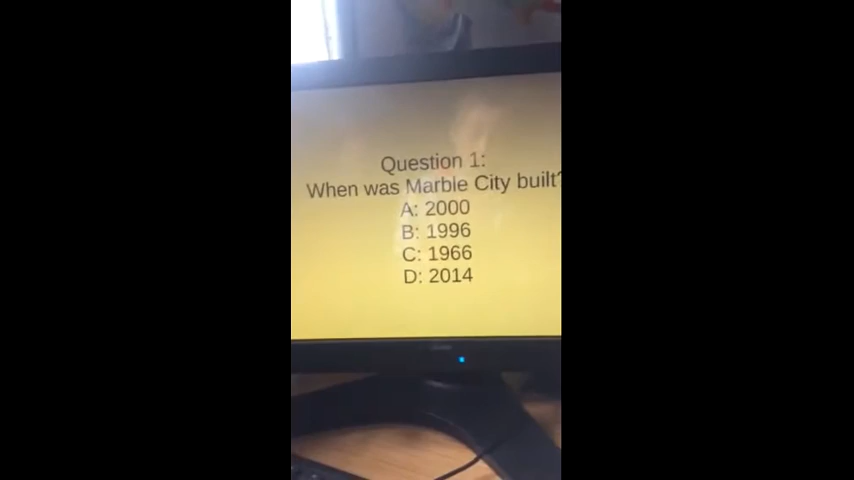 Question 1:
When was Marble City built?
A: 2000
B: 1996
C: 1966
D: 2014